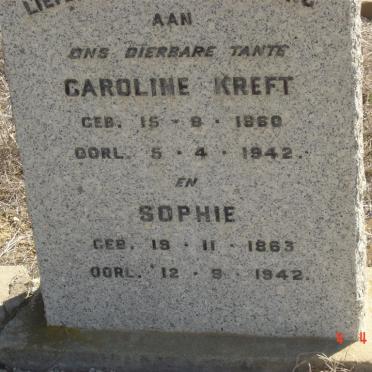 AAN
ONS DIERBARE TANTE
CAROLINE KREFT
GEB. 15 - 9 - 1860
OORL. 5 - 4 - 1942.
EN
SOPHIE
GEB. 19 - 11 - 1863
OORL. 12 - 9 - 1942.